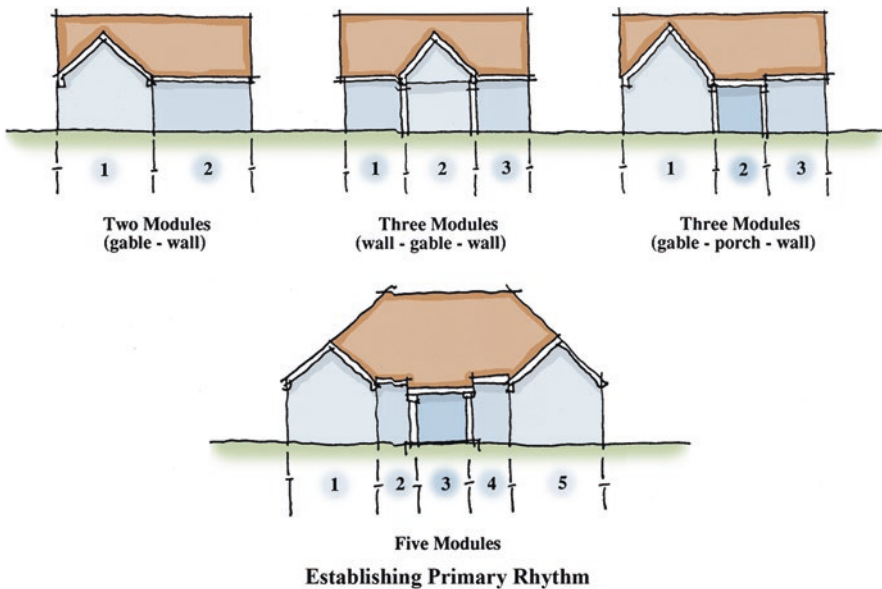 1 2
1 2 3
1 2 3
Two Modules
(gable - wall)
Three Modules
(wall - gable - wall)
Three Modules
(gable - porch - wall)
1 2 3 4 5
Five Modules
Establishing Primary Rhythm